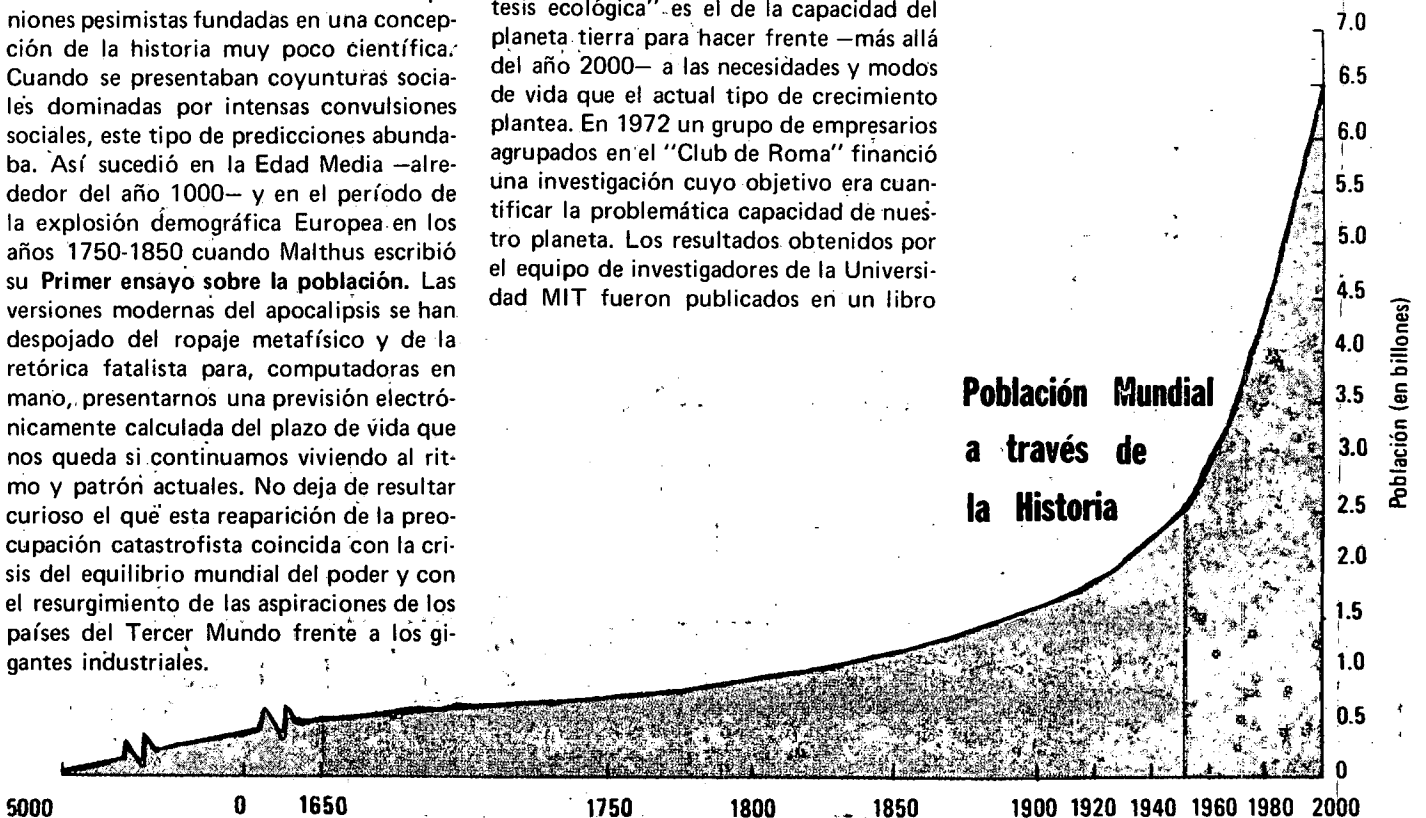 niones pesimistas fundadas en una concep-
ción de la historia muy poco científica.
Cuando se presentaban coyunturas socia-
les dominadas por intensas convulsiones
sociales, este tipo de predicciones abunda-
ba. Así sucedió en la Edad Media —alre-
dedor del año 1000— y en el período de
la explosión demográfica Europea en los
años 1750-1850 cuando Malthus escribió
su Primer ensayo sobre la población. Las
versiones modernas del apocalipsis se han
despojado del ropaje metafísico y de la
retórica fatalista para, computadoras en
mano, presentarnos una previsión electró-
nicamente calculada del plazo de vida que
nos queda si continuamos viviendo al rit-
mo y patrón actuales. No deja de resultar
curioso el que esta reaparición de la preo-
cupación catastrofista coincida con la cri-
sis del equilibrio mundial del poder y con
el resurgimiento de las aspiraciones de los
países del Tercer Mundo frente a los gi-
gantes industriales.
tesis ecológica" es el de la capacidad del
planeta tierra para hacer frente —más allá
del año 2000— a las necesidades y modos
de vida que el actual tipo de crecimiento
plantea. En 1972 un grupo de empresarios
agrupados en el "Club de Roma" financió
una investigación cuyo objetivo era cuan-
tificar la problemática capacidad de nues-
tro planeta. Los resultados obtenidos por
el equipo de investigadores de la Universi-
dad MIT fueron publicados en un libro
Población Mundial
a través de
la Historia
7.0
6.5
6.0
5.5
5.0
4.5
4.0
3.5
3.0
2.5
2.0
1.5
1.0
0.5
0
Población (en billones)
5000 0 1650 1750 1800 1850 1900 1920 1940 1960 1980 2000